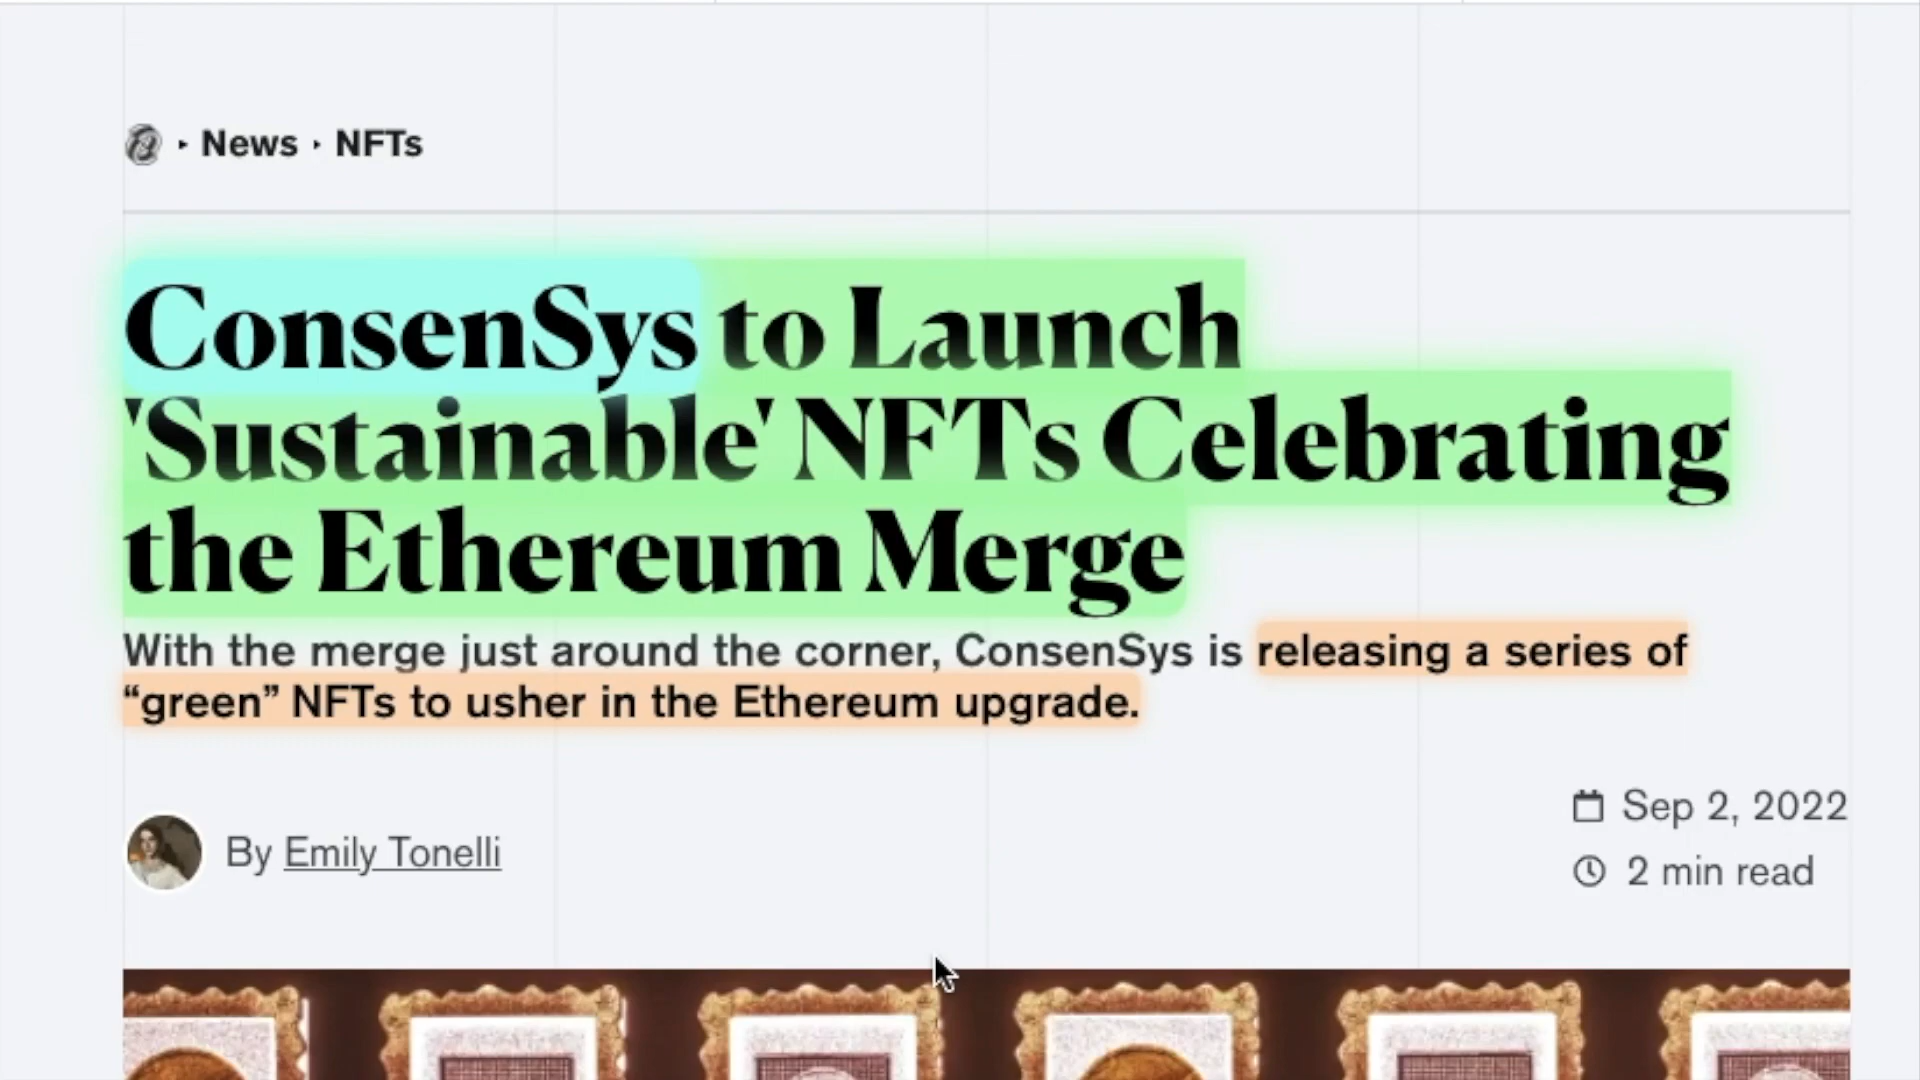 News ‣ NFTs
ConsenSys to Launch
'Sustainable' NFTs Celebrating
the Ethereum Merge
With the merge just around the corner, ConsenSys is releasing a series of
“green” NFTs to usher in the Ethereum upgrade.
By Emily Tonelli
Sep 2, 2022
2 min read